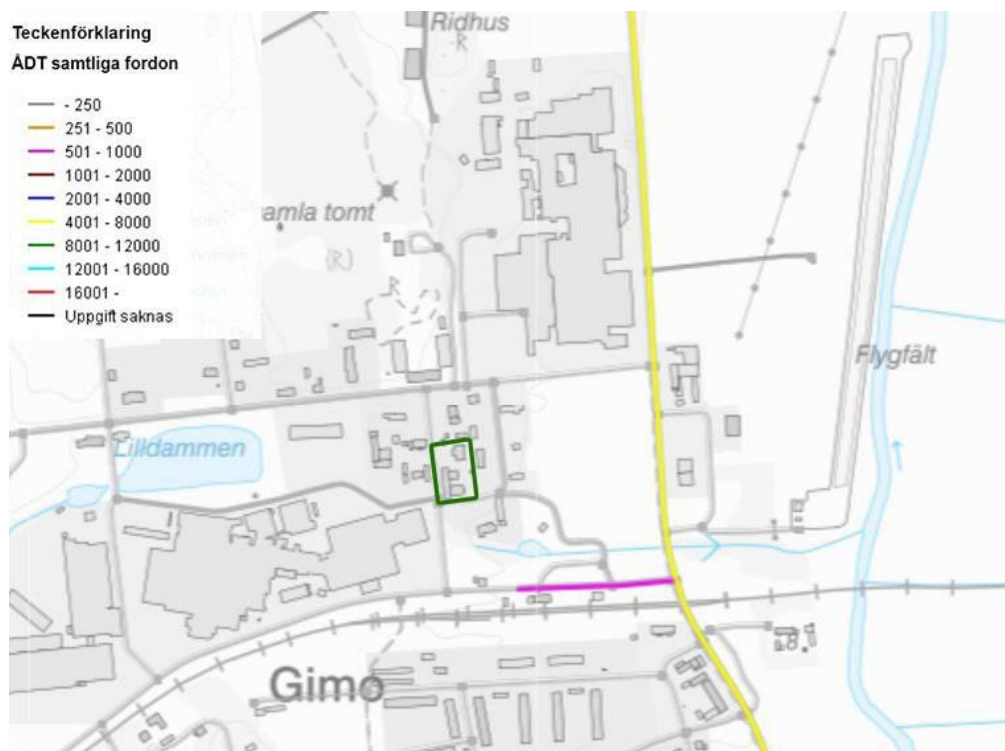 Teckenförklaring
ÅDT samtliga fordon
- 250
251 - 500
501 - 1000
1001 - 2000
2001 - 4000
4001 - 8000
8001 - 12000
12001 - 16000
16001 -
Uppgift saknas
Ridhus
R
amla tomt
(R)
R
Flygfält
Lilldammen
Gimo